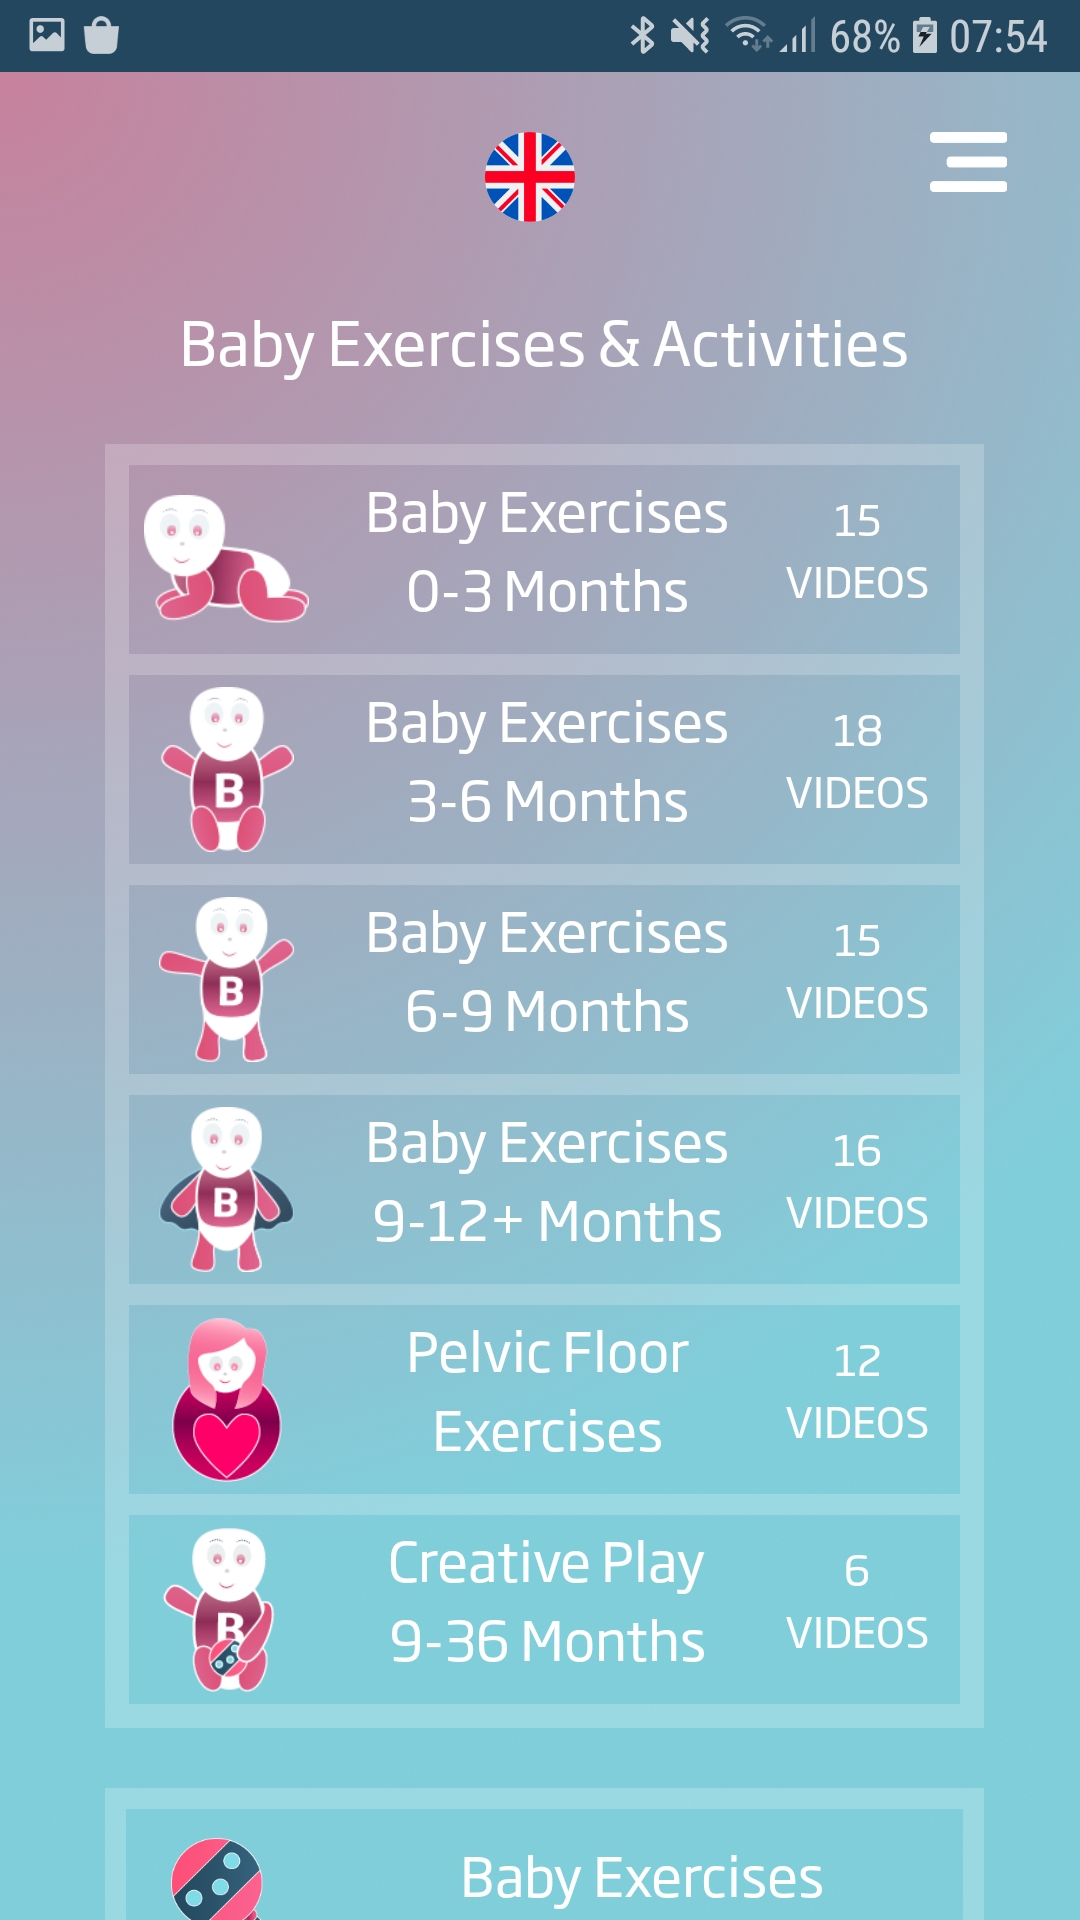 68% 07:54
Baby Exercises & Activities
Baby Exercises
0-3 Months
15
VIDEOS
B
Baby Exercises
3-6 Months
18
VIDEOS
B
Baby Exercises
6-9 Months
15
VIDEOS
B
Baby Exercises
9-12+ Months
16
VIDEOS
Pelvic Floor
Exercises
12
VIDEOS
B
Creative Play
9-36 Months
6
VIDEOS
Baby Exercises